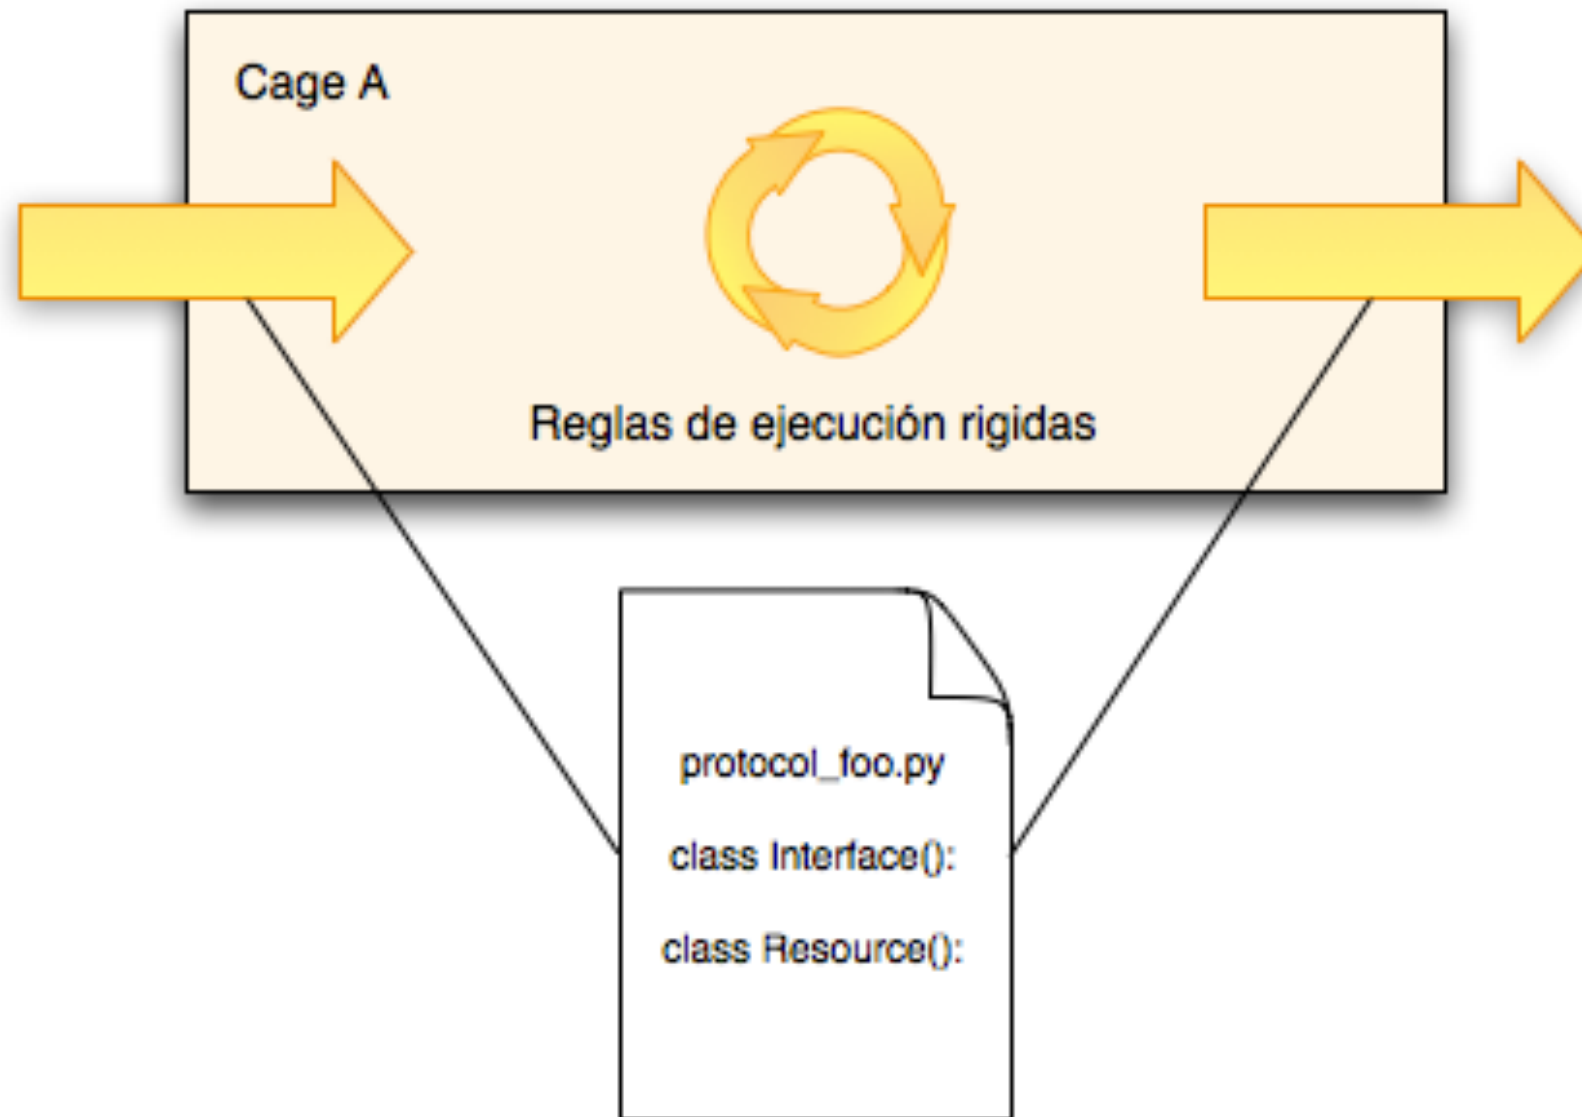 Cage A
Reglas de ejecución rigidas
protocol_foo.py
class Interface():
class Resource():